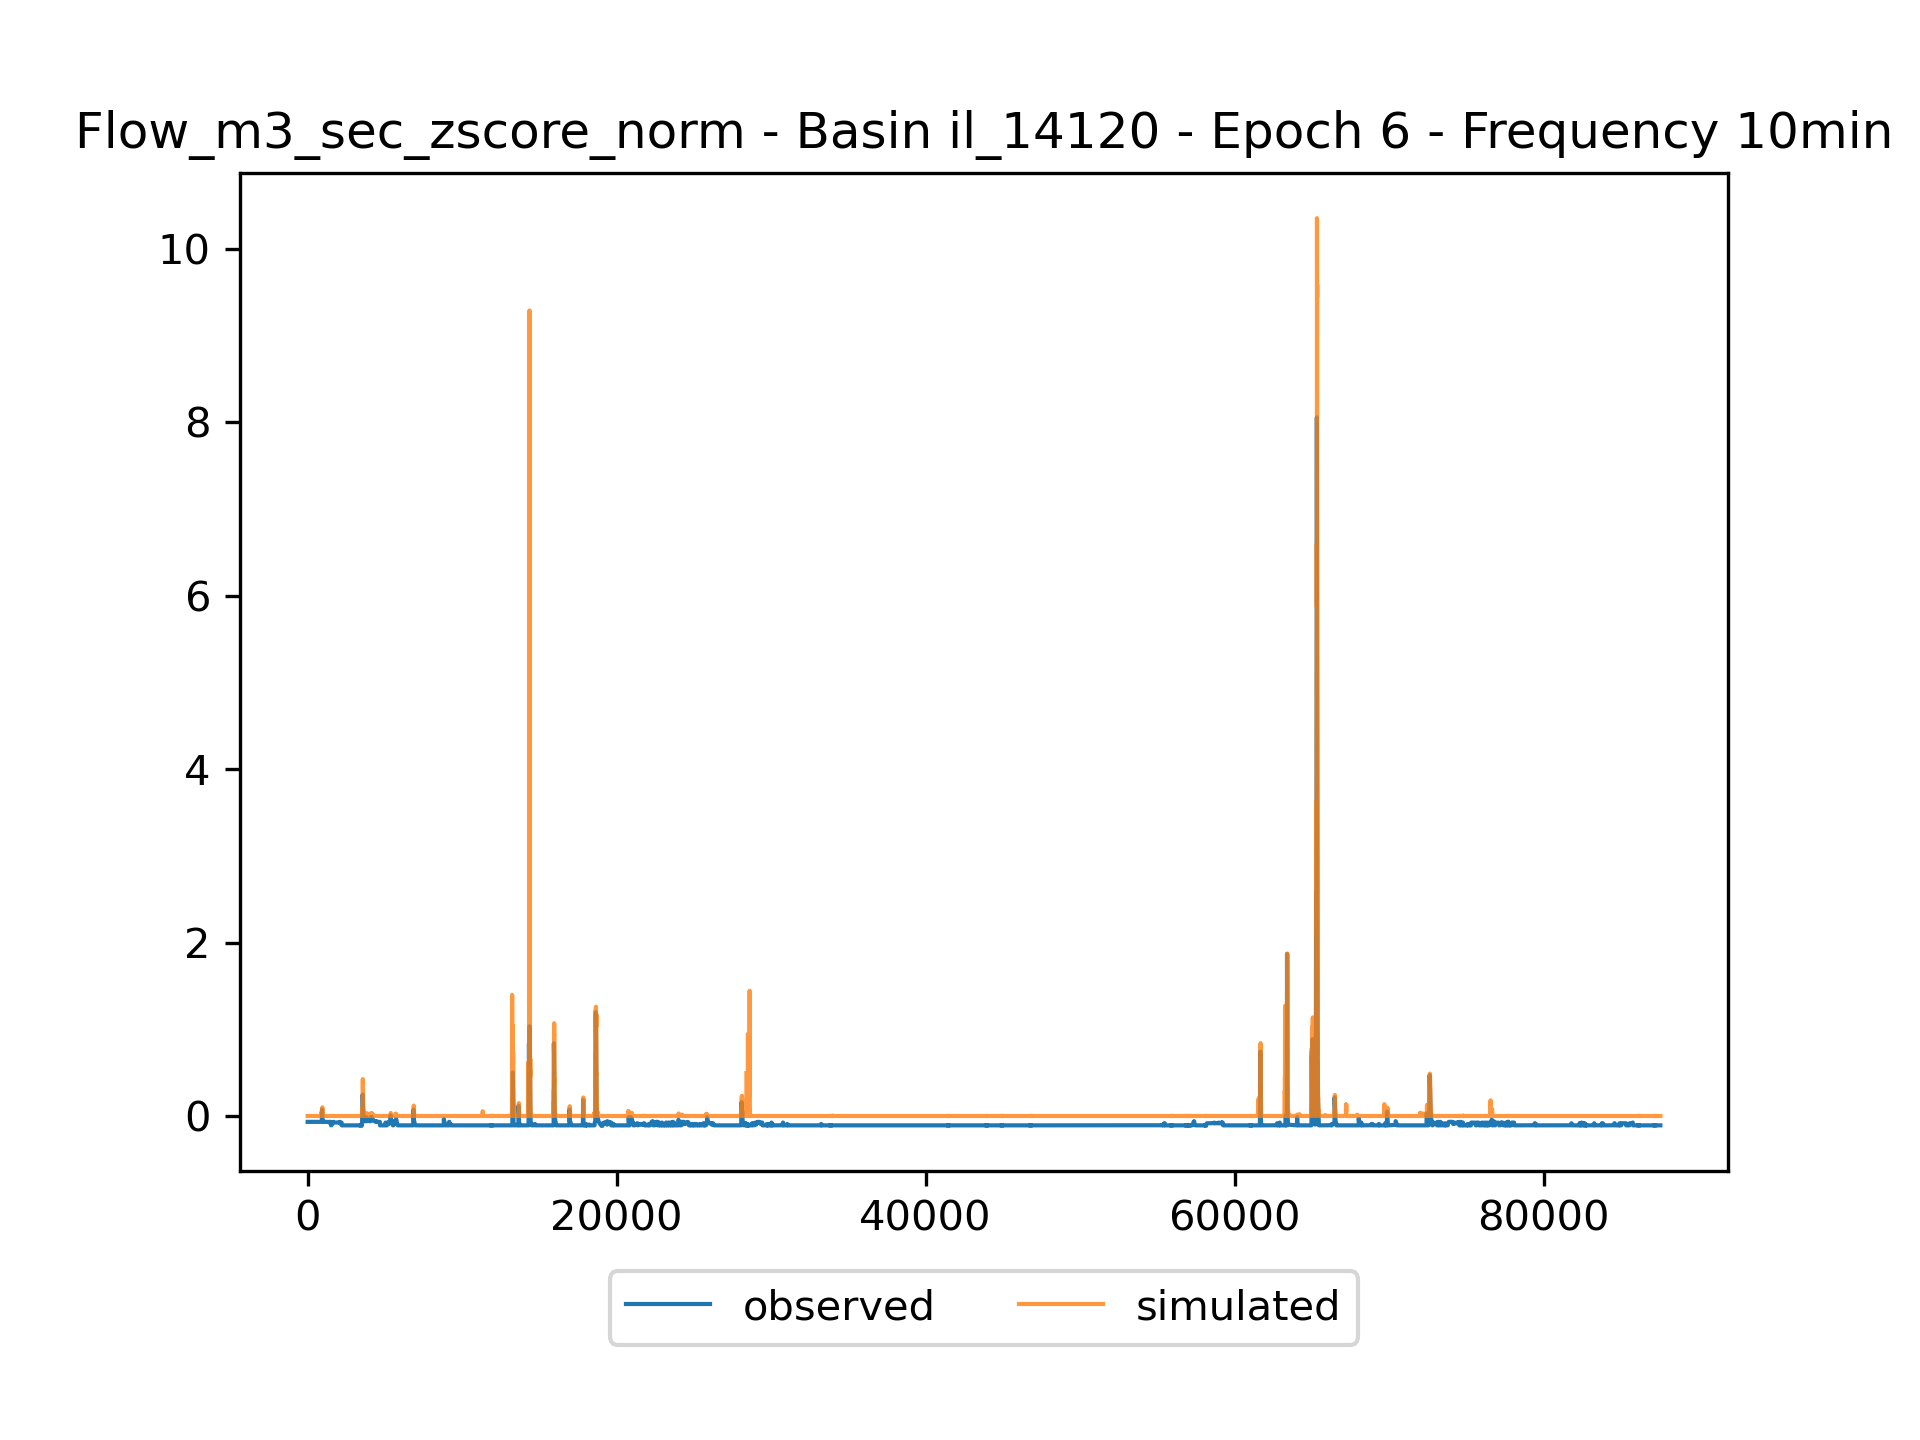 Flow_m3_sec_zscore_norm - Basin il_14120 - Epoch 6 - Frequency 10min
10
8
6
4
2
0
0 20000 40000 60000 80000
observed simulated